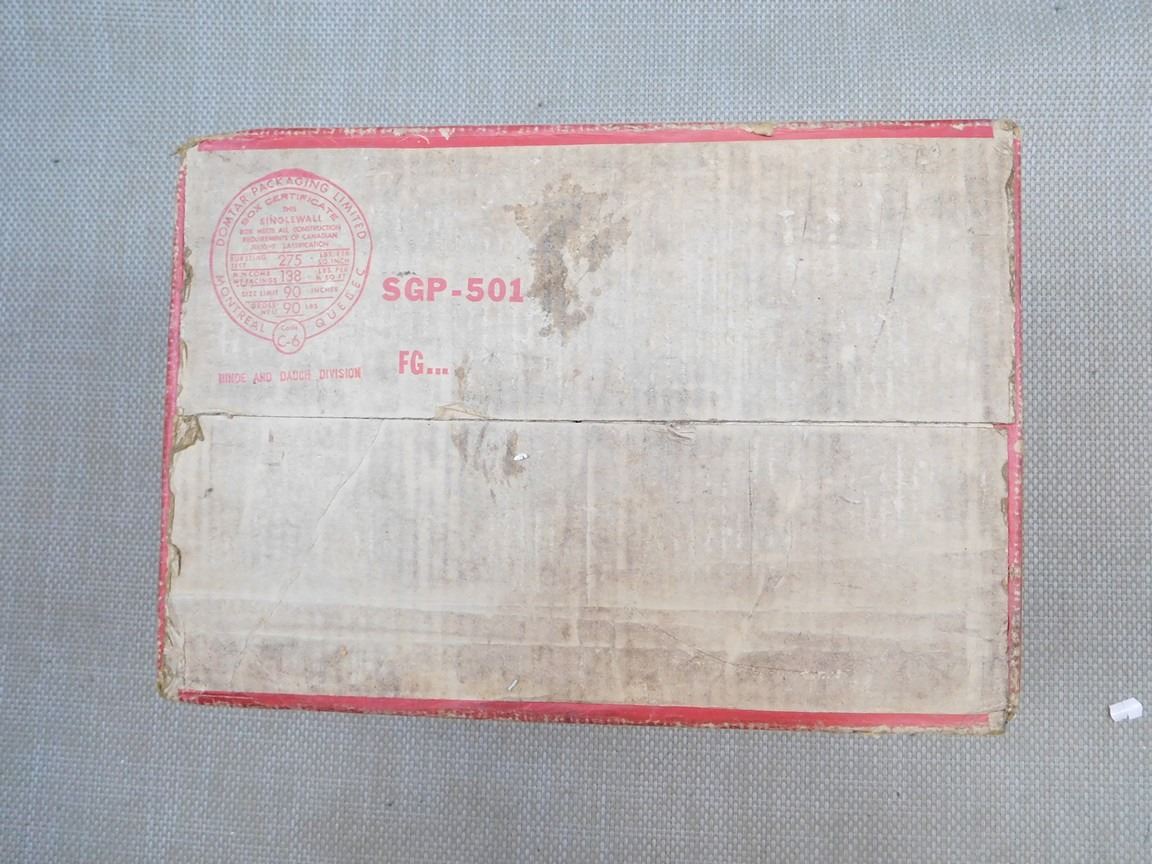 DOMTAR PACKAGING LIMITED
BOX CERTIFICATE
THIS
SINGLEWALL
BOX MEETS ALL CONSTRUCTION
REQUIREMENTS OF CANADIAN
CLASSIFICATION
BURSTING TEST 275 LBS PER SQ INCH
MIN COMB WT FACINGS 138 LBS PER M SQ FT
SIZE LIMIT 90 INCHES
GROSS WT 90 LBS
MONTREAL QUEBEC
Code
C-6
HINDE AND DAUCH DIVISION
SGP-501
FG...